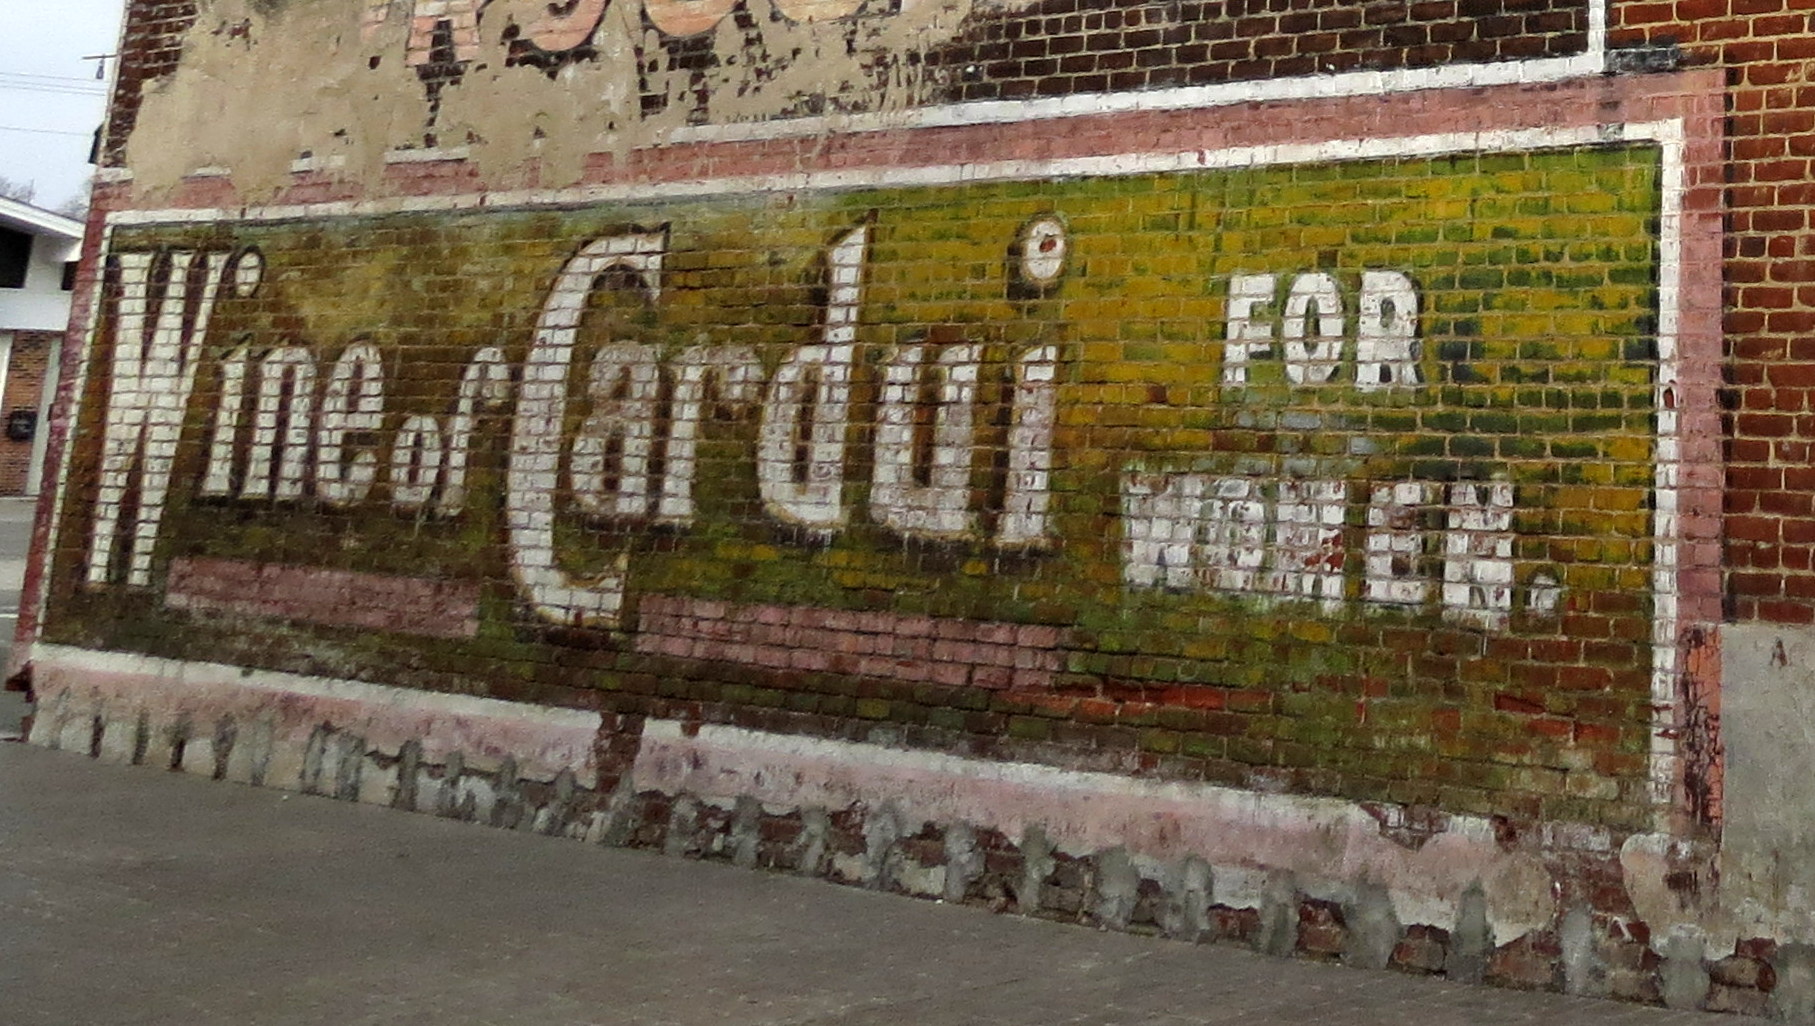 Wine of Cardui
FOR
WOMEN.